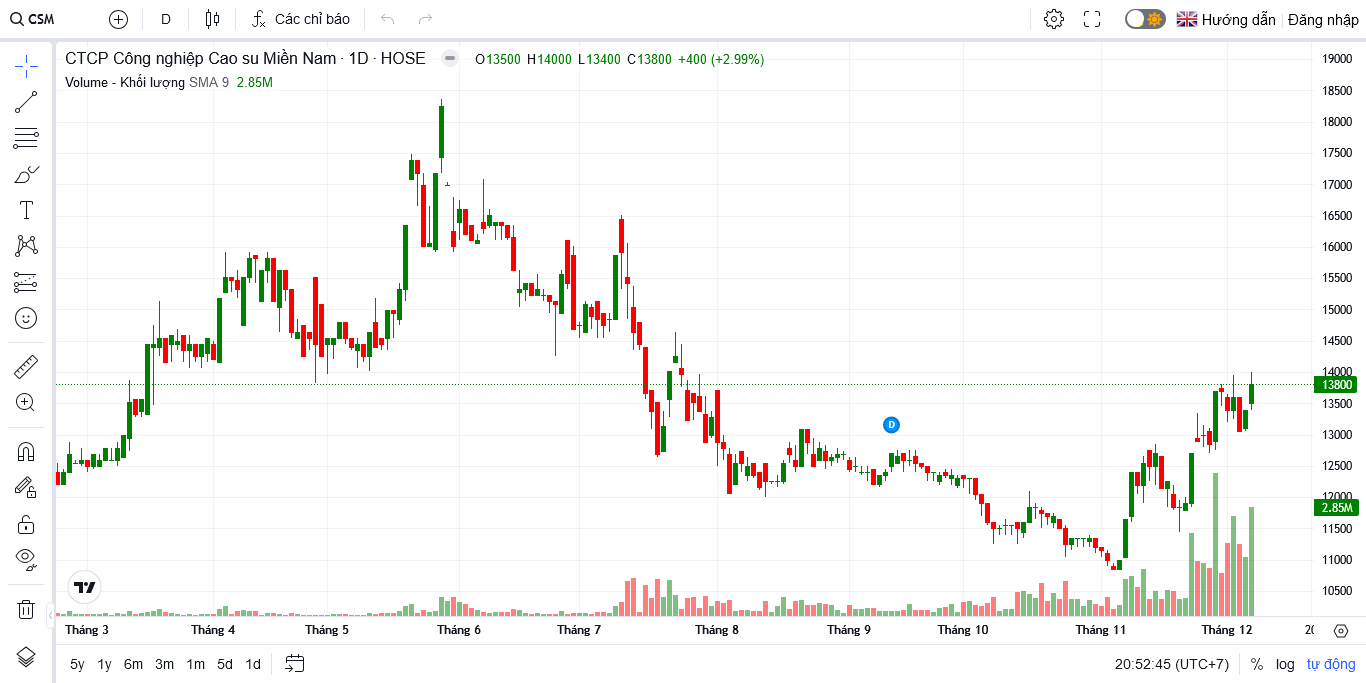 CSM D Các chỉ báo Hướng dẫn Đăng nhập
CTCP Công nghiệp Cao su Miền Nam · 1D · HOSE O13500 H14000 L13400 C13800 +400 (+2.99%)
Volume - Khối lượng SMA 9 2.85M
19000
18500
18000
17500
17000
16500
16000
15500
15000
14500
14000
13800
13500
13000
D
12500
12000
2.85M
11500
11000
10500
Tháng 3 Tháng 4 Tháng 5 Tháng 6 Tháng 7 Tháng 8 Tháng 9 Tháng 10 Tháng 11 Tháng 12
5y 1y 6m 3m 1m 5d 1d 20:52:45 (UTC+7) % log tự động